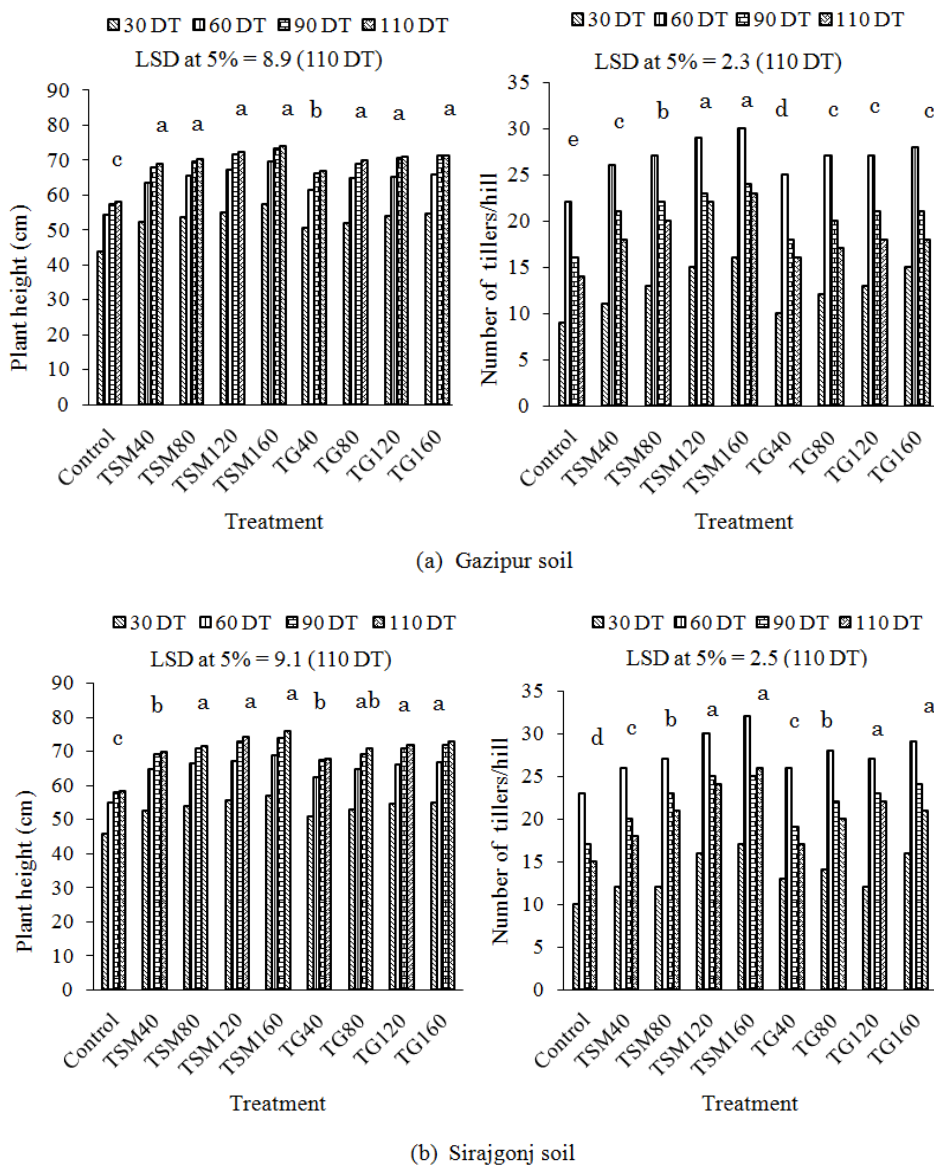 30 DT 60 DT 90 DT 110 DT
LSD at 5% = 8.9 (110 DT)
Plant height (cm)
90
80
70
60
50
40
30
20
10
0
c a a a a b a a a
Control TSM40 TSM80 TSM120 TSM160 TG40 TG80 TG120 TG160
Treatment
30 DT 60 DT 90 DT 110 DT
LSD at 5% = 2.3 (110 DT)
Number of tillers/hill
35
30
25
20
15
10
5
0
e c b a a d c c c
Control TSM40 TSM80 TSM120 TSM160 TG40 TG80 TG120 TG160
Treatment
(a) Gazipur soil
30 DT 60 DT 90 DT 110 DT
LSD at 5% = 9.1 (110 DT)
Plant height (cm)
90
80
70
60
50
40
30
20
10
0
c b a a a b ab a a
Control TSM40 TSM80 TSM120 TSM160 TG40 TG80 TG120 TG160
Treatment
30 DT 60 DT 90 DT 110 DT
LSD at 5% = 2.5 (110 DT)
Number of tillers/hill
35
30
25
20
15
10
5
0
d c b a a c b a a
Control TSM40 TSM80 TSM120 TSM160 TG40 TG80 TG120 TG160
Treatment
(b) Sirajgonj soil